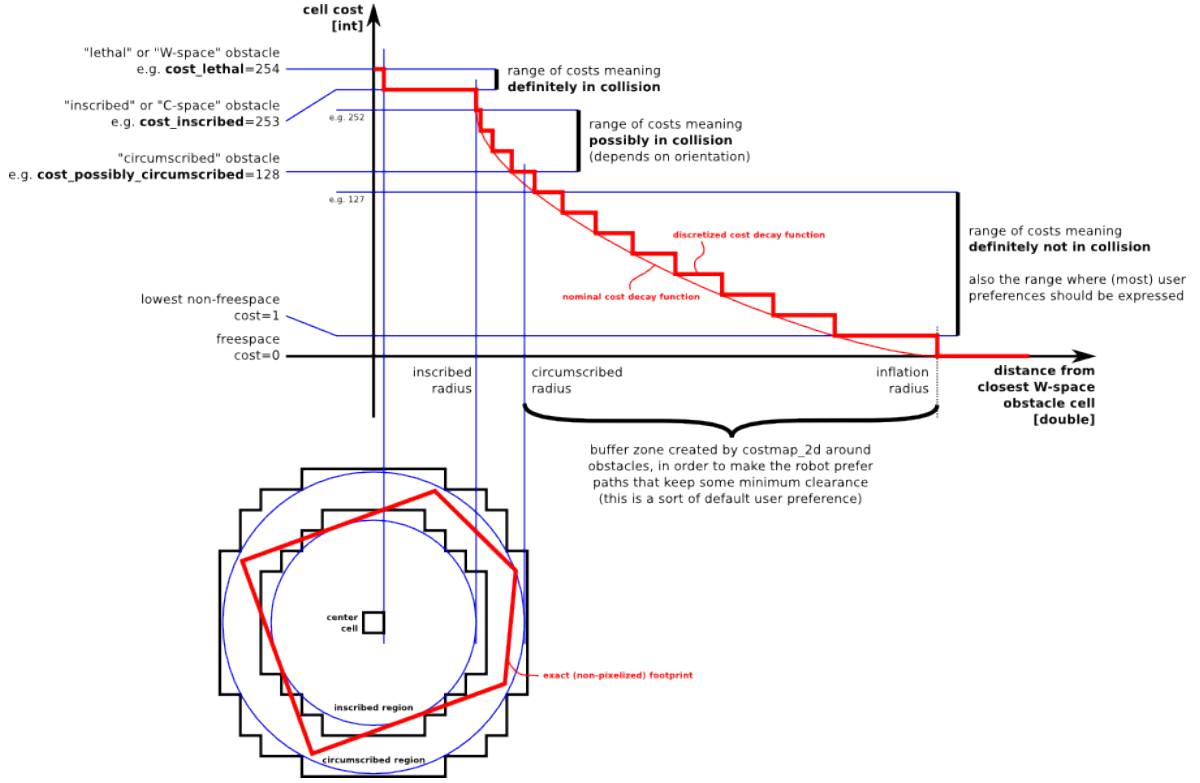 cell cost
[int]
"lethal" or "W-space" obstacle
e.g. cost_lethal=254
range of costs meaning
definitely in collision
"inscribed" or "C-space" obstacle
e.g. cost_inscribed=253
e.g. 252
range of costs meaning
possibly in collision
(depends on orientation)
"circumscribed" obstacle
e.g. cost_possibly_circumscribed=128
e.g. 127
discretized cost decay function
range of costs meaning
definitely not in collision
also the range where (most) user
preferences should be expressed
nominal cost decay function
lowest non-freespace
cost=1
freespace
cost=0
inscribed
radius
circumscribed
radius
inflation
radius
distance from
closest W-space
obstacle cell
[double]
buffer zone created by costmap_2d around
obstacles, in order to make the robot prefer
paths that keep some minimum clearance
(this is a sort of default user preference)
center
cell
exact (non-pixelized) footprint
inscribed region
circumscribed region